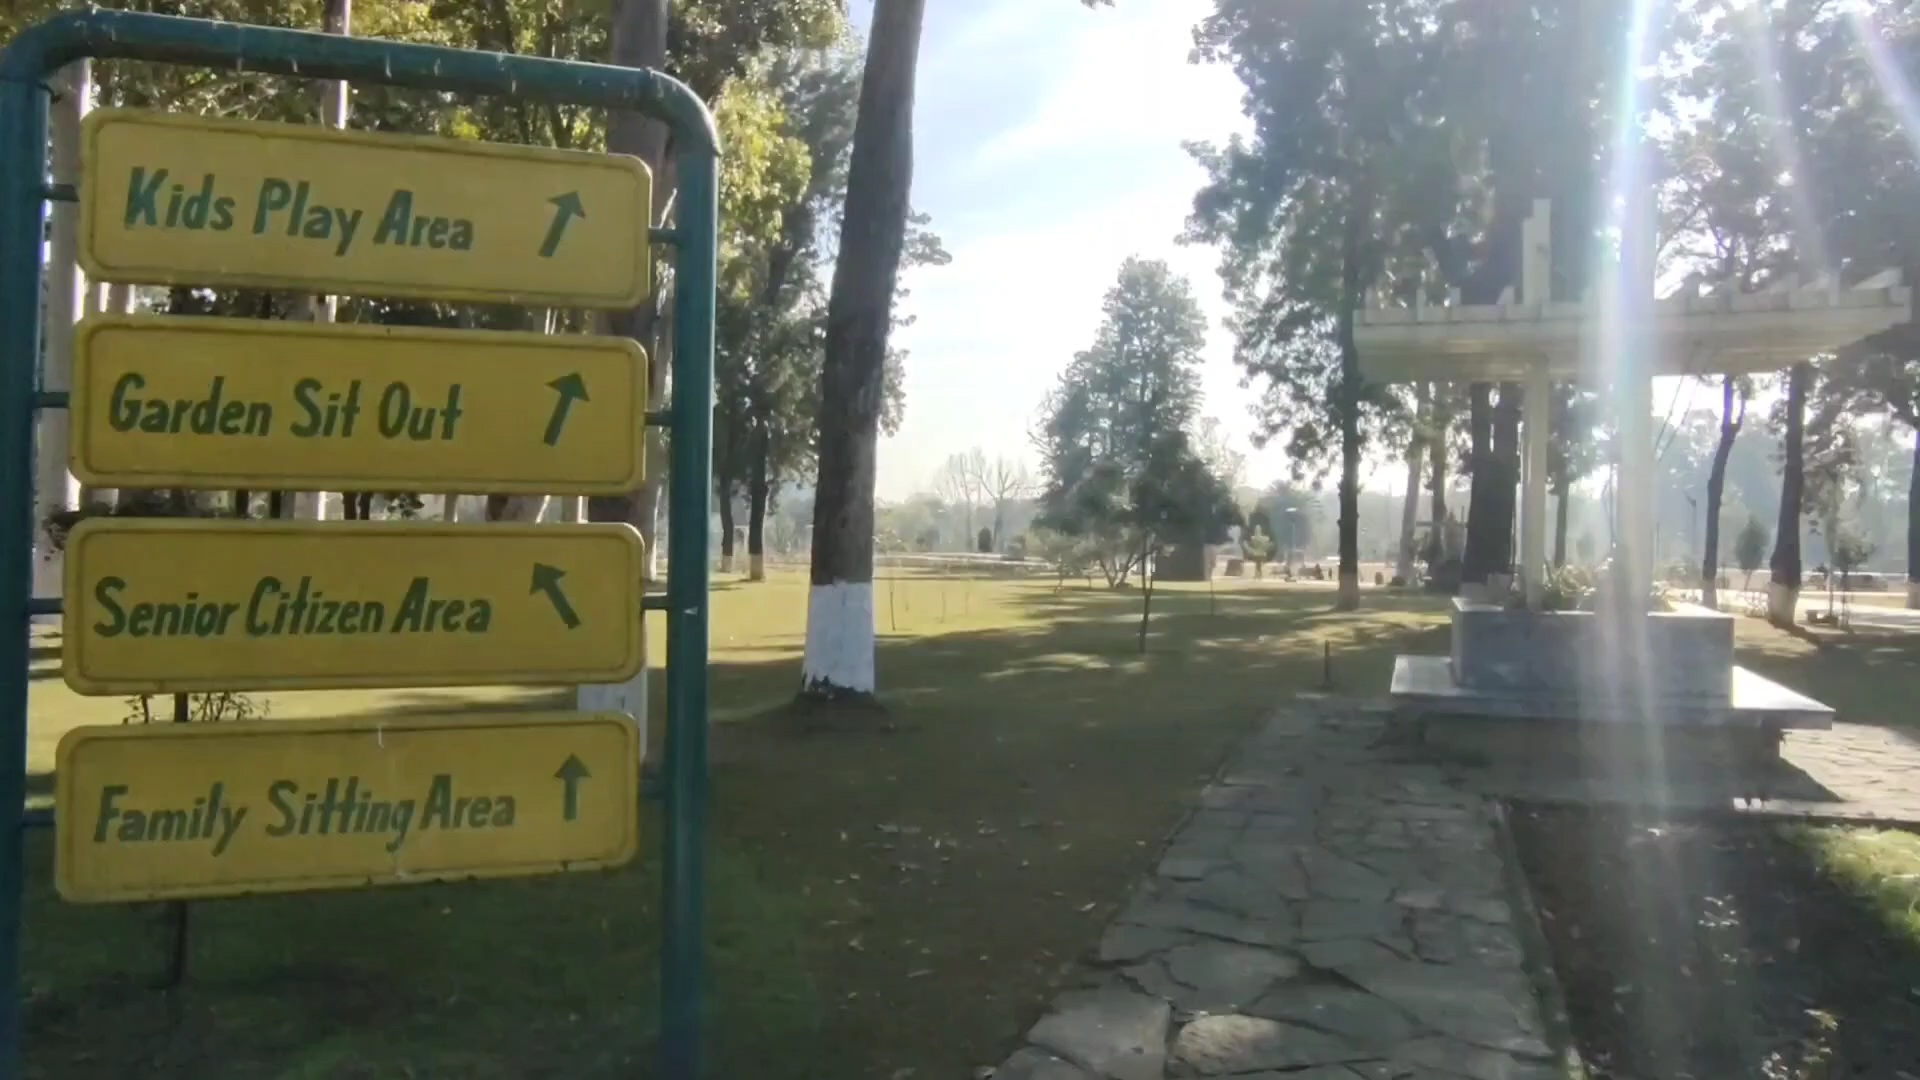 Kids Play Area
Garden Sit Out
Senior Citizen Area
Family Sitting Area